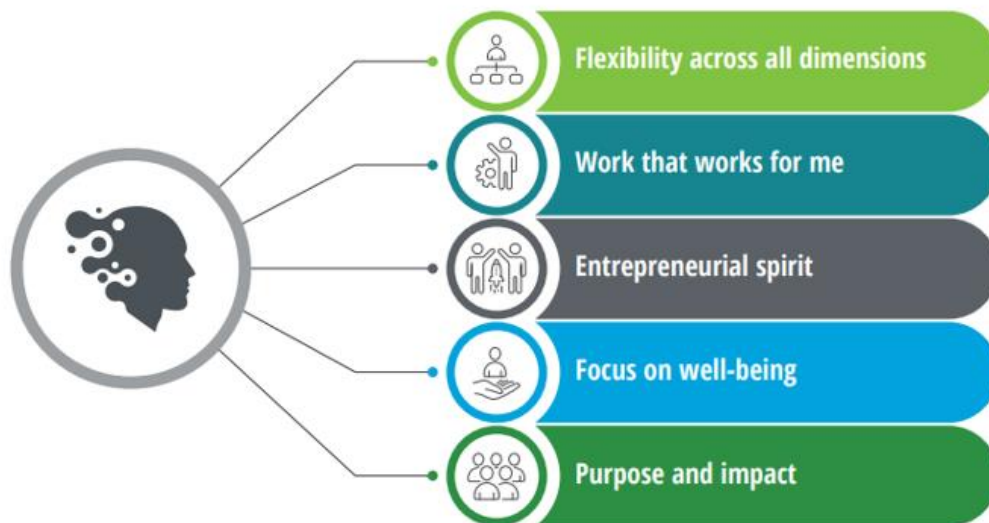 Flexibility across all dimensions
Work that works for me
Entrepreneurial spirit
Focus on well-being
Purpose and impact